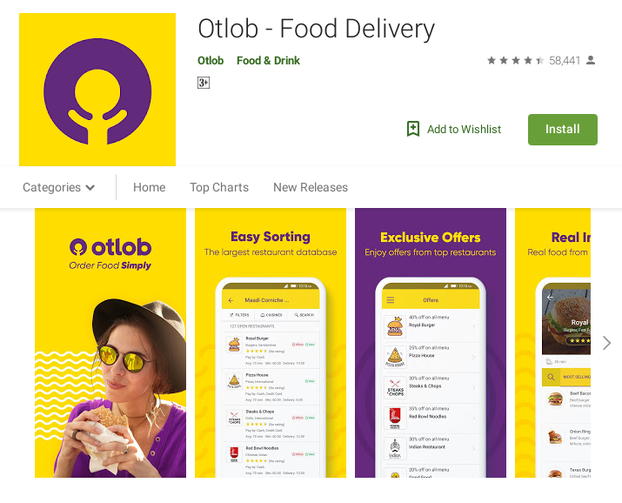 Otlob - Food Delivery
Otlob Food & Drink
58,441
3+
Add to Wishlist
Install
Categories
Home
Top Charts
New Releases
otlob
Order Food Simply
Easy Sorting
The largest restaurant database
Maadi Corniche ...
FILTERS
CUISINES
SEARCH
127 OPEN RESTAURANTS
Royal Burger
Pizza House
Steaks & Chops
Red Bowl Noodles
Exclusive Offers
Enjoy offers from top restaurants
Offers
40% off on all menu
Royal Burger
25% off on all menu
Pizza House
30% off on all menu
Steaks & Chops
35% off on all menu
Red Bowl Noodles
30% off on all menu
Indian Restaurant
Real In
Real food from
Royal
MOST SELLING
Beef Bacon
Onion Ring